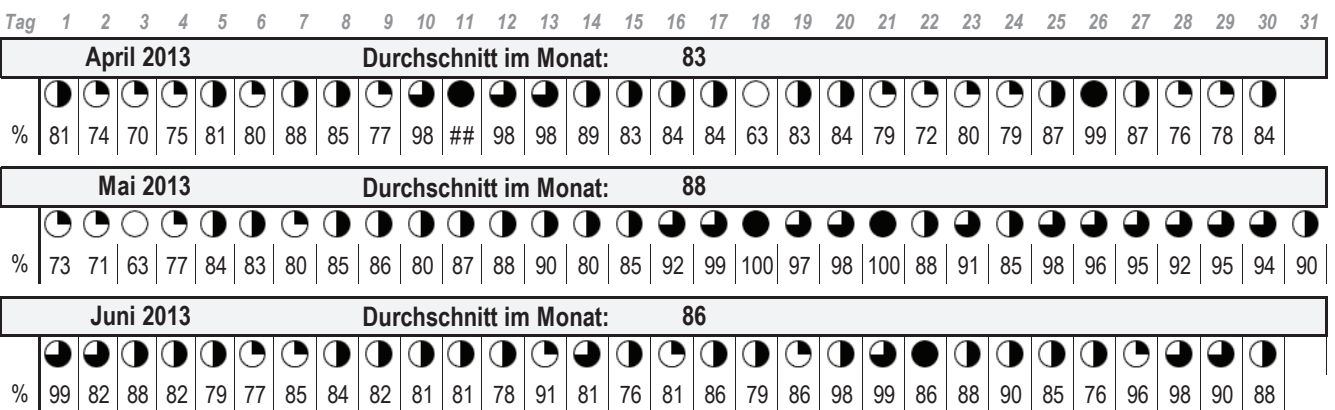 Tag 1 2 3 4 5 6 7 8 9 10 11 12 13 14 15 16 17 18 19 20 21 22 23 24 25 26 27 28 29 30 31
April 2013 Durchschnitt im Monat: 83
% 81 74 70 75 81 80 88 85 77 98 ## 98 98 89 83 84 84 63 83 84 79 72 80 79 87 99 87 76 78 84
Mai 2013 Durchschnitt im Monat: 88
% 73 71 63 77 84 83 80 85 86 80 87 88 90 80 85 92 99 100 97 98 100 88 91 85 98 96 95 92 95 94 90
Juni 2013 Durchschnitt im Monat: 86
% 99 82 88 82 79 77 85 84 82 81 81 78 91 81 76 81 86 79 86 98 99 86 88 90 85 76 96 98 90 88